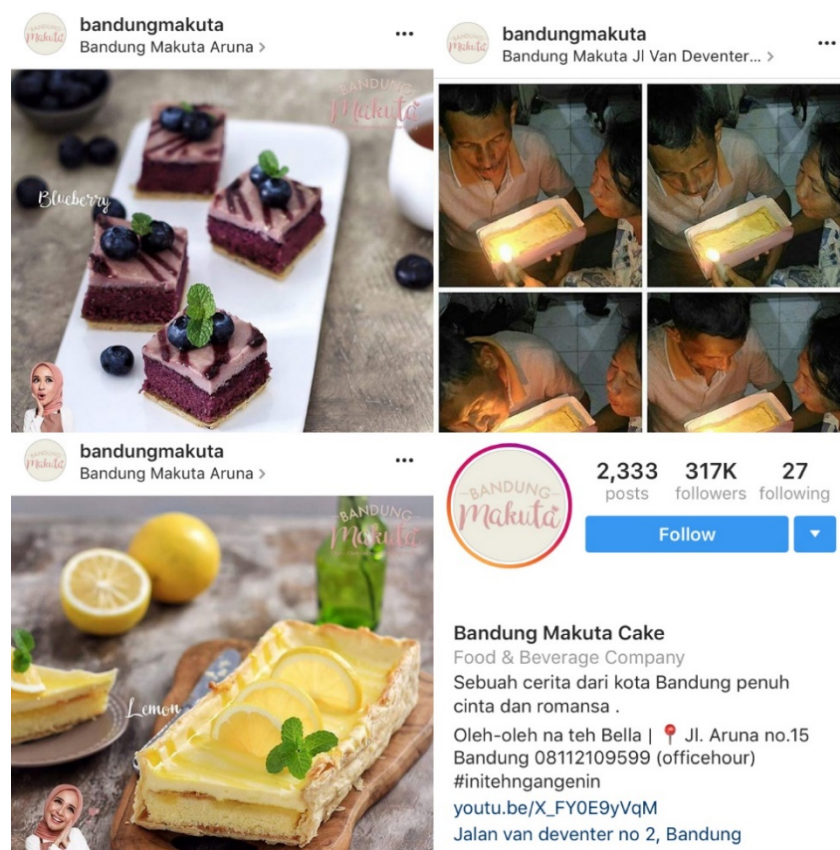 bandungmakuta
Bandung Makuta Aruna >
BANDUNG
Makuta
Blueberry
bandungmakuta
Bandung Makuta Jl Van Deventer... >
bandungmakuta
Bandung Makuta Aruna >
BANDUNG
Makuta
Lemon
BANDUNG
Makuta
2,333 317K 27
posts followers following
Follow
Bandung Makuta Cake
Food & Beverage Company
Sebuah cerita dari kota Bandung penuh
cinta dan romansa .
Oleh-oleh na teh Bella | 📍 Jl. Aruna no.15
Bandung 08112109599 (officehour)
#initehngangenin
youtu.be/X_FY0E9yVqM
Jalan van deventer no 2, Bandung